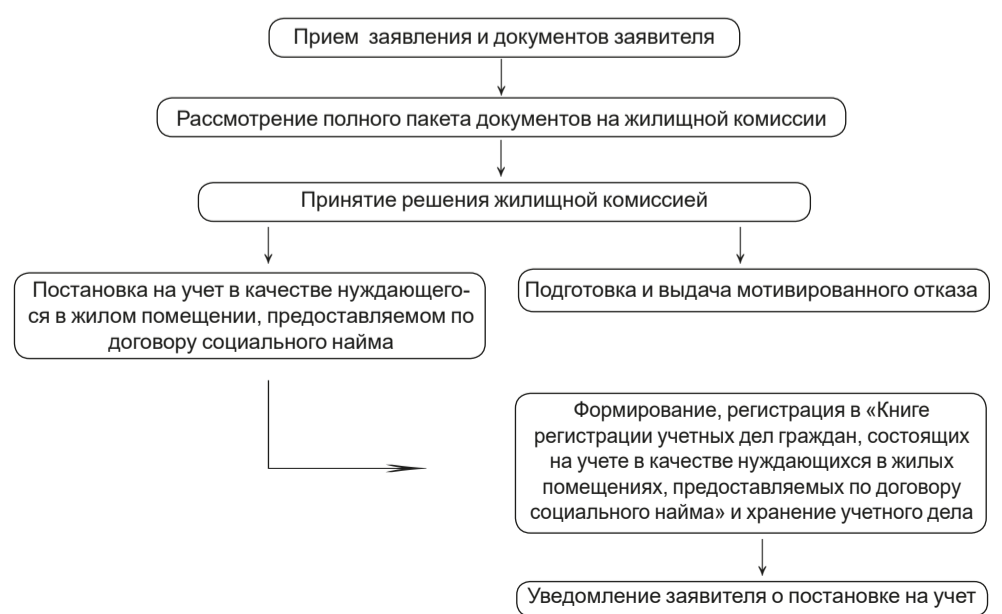 Прием заявления и документов заявителя
Рассмотрение полного пакета документов на жилищной комиссии
Принятие решения жилищной комиссией
Постановка на учет в качестве нуждающего-
ся в жилом помещении, предоставляемом по
договору социального найма
Подготовка и выдача мотивированного отказа
Формирование, регистрация в «Книге
регистрации учетных дел граждан, состоящих
на учете в качестве нуждающихся в жилых
помещениях, предоставляемых по договору
социального найма» и хранение учетного дела
Уведомление заявителя о постановке на учет